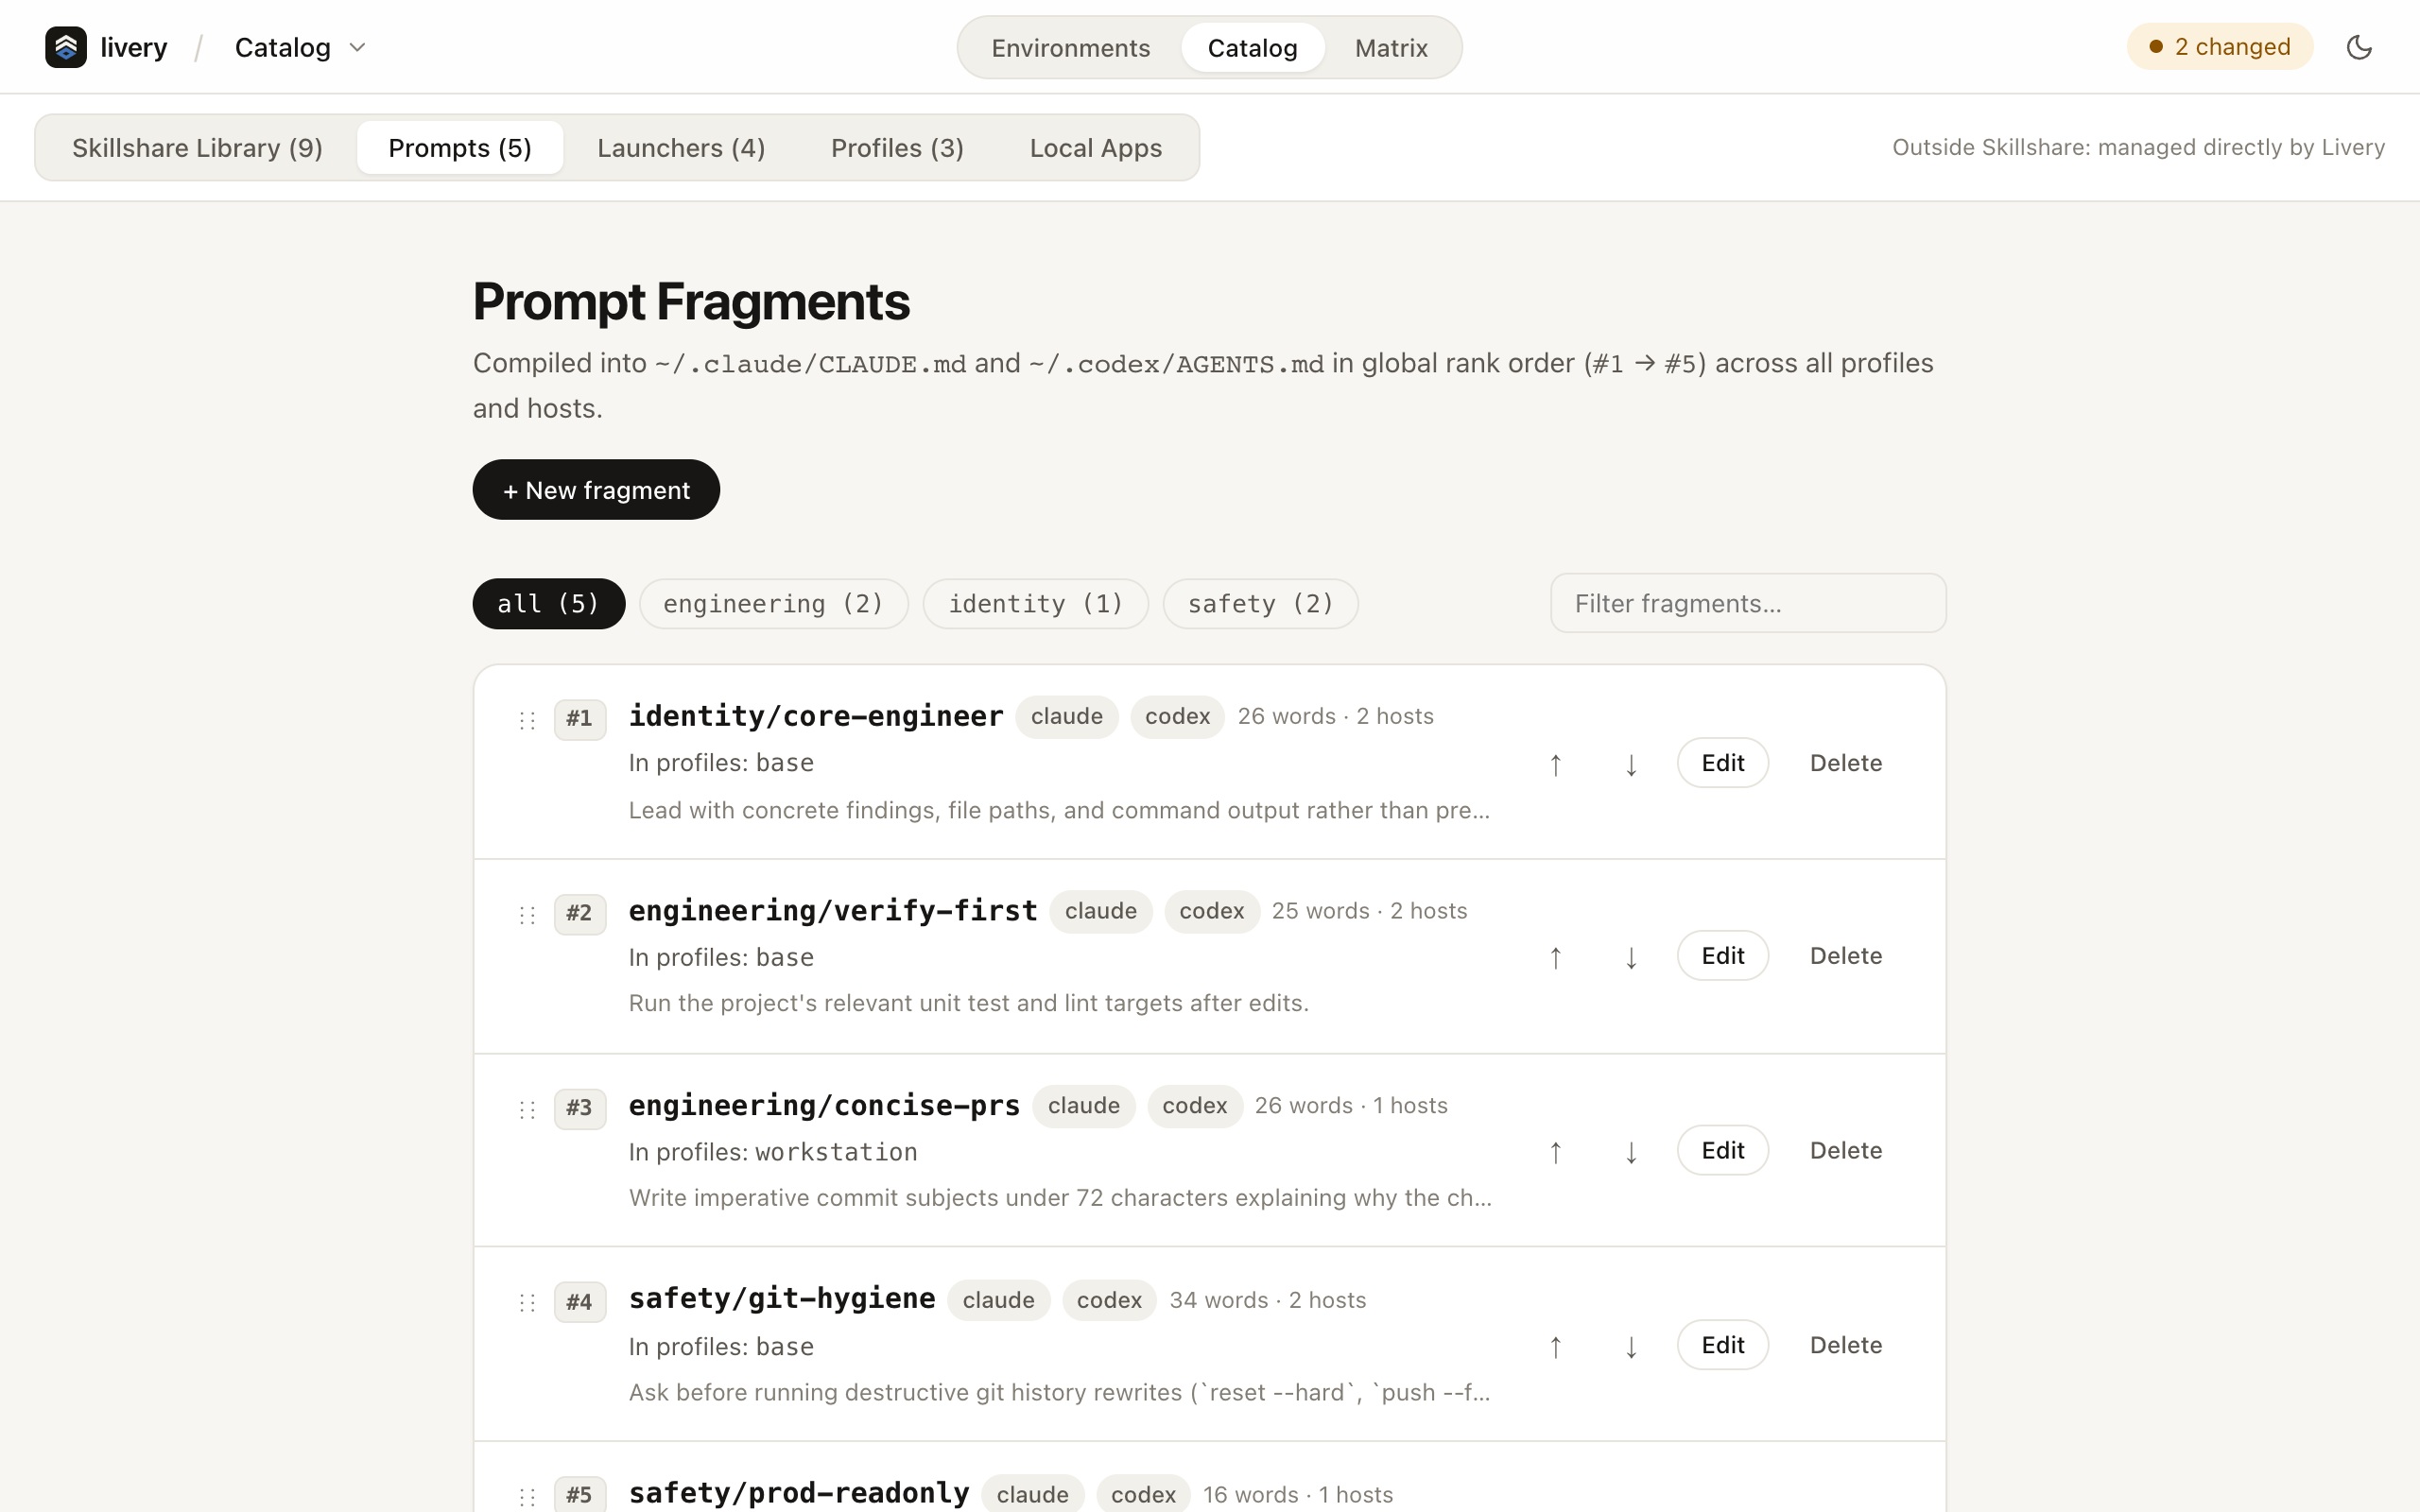 livery / Catalog
Environments Catalog Matrix
2 changed
Skillshare Library (9) Prompts (5) Launchers (4) Profiles (3) Local Apps
Outside Skillshare: managed directly by Livery
Prompt Fragments
Compiled into ~/.claude/CLAUDE.md and ~/.codex/AGENTS.md in global rank order (#1 → #5) across all profiles
and hosts.
+ New fragment
all (5) engineering (2) identity (1) safety (2)
Filter fragments...
#1 identity/core-engineer claude codex 26 words · 2 hosts
In profiles: base
↑ ↓ Edit Delete
Lead with concrete findings, file paths, and command output rather than pre...
#2 engineering/verify-first claude codex 25 words · 2 hosts
In profiles: base
↑ ↓ Edit Delete
Run the project's relevant unit test and lint targets after edits.
#3 engineering/concise-prs claude codex 26 words · 1 hosts
In profiles: workstation
↑ ↓ Edit Delete
Write imperative commit subjects under 72 characters explaining why the ch...
#4 safety/git-hygiene claude codex 34 words · 2 hosts
In profiles: base
↑ ↓ Edit Delete
Ask before running destructive git history rewrites (`reset --hard`, `push --f...
#5 safety/prod-readonly claude codex 16 words · 1 hosts